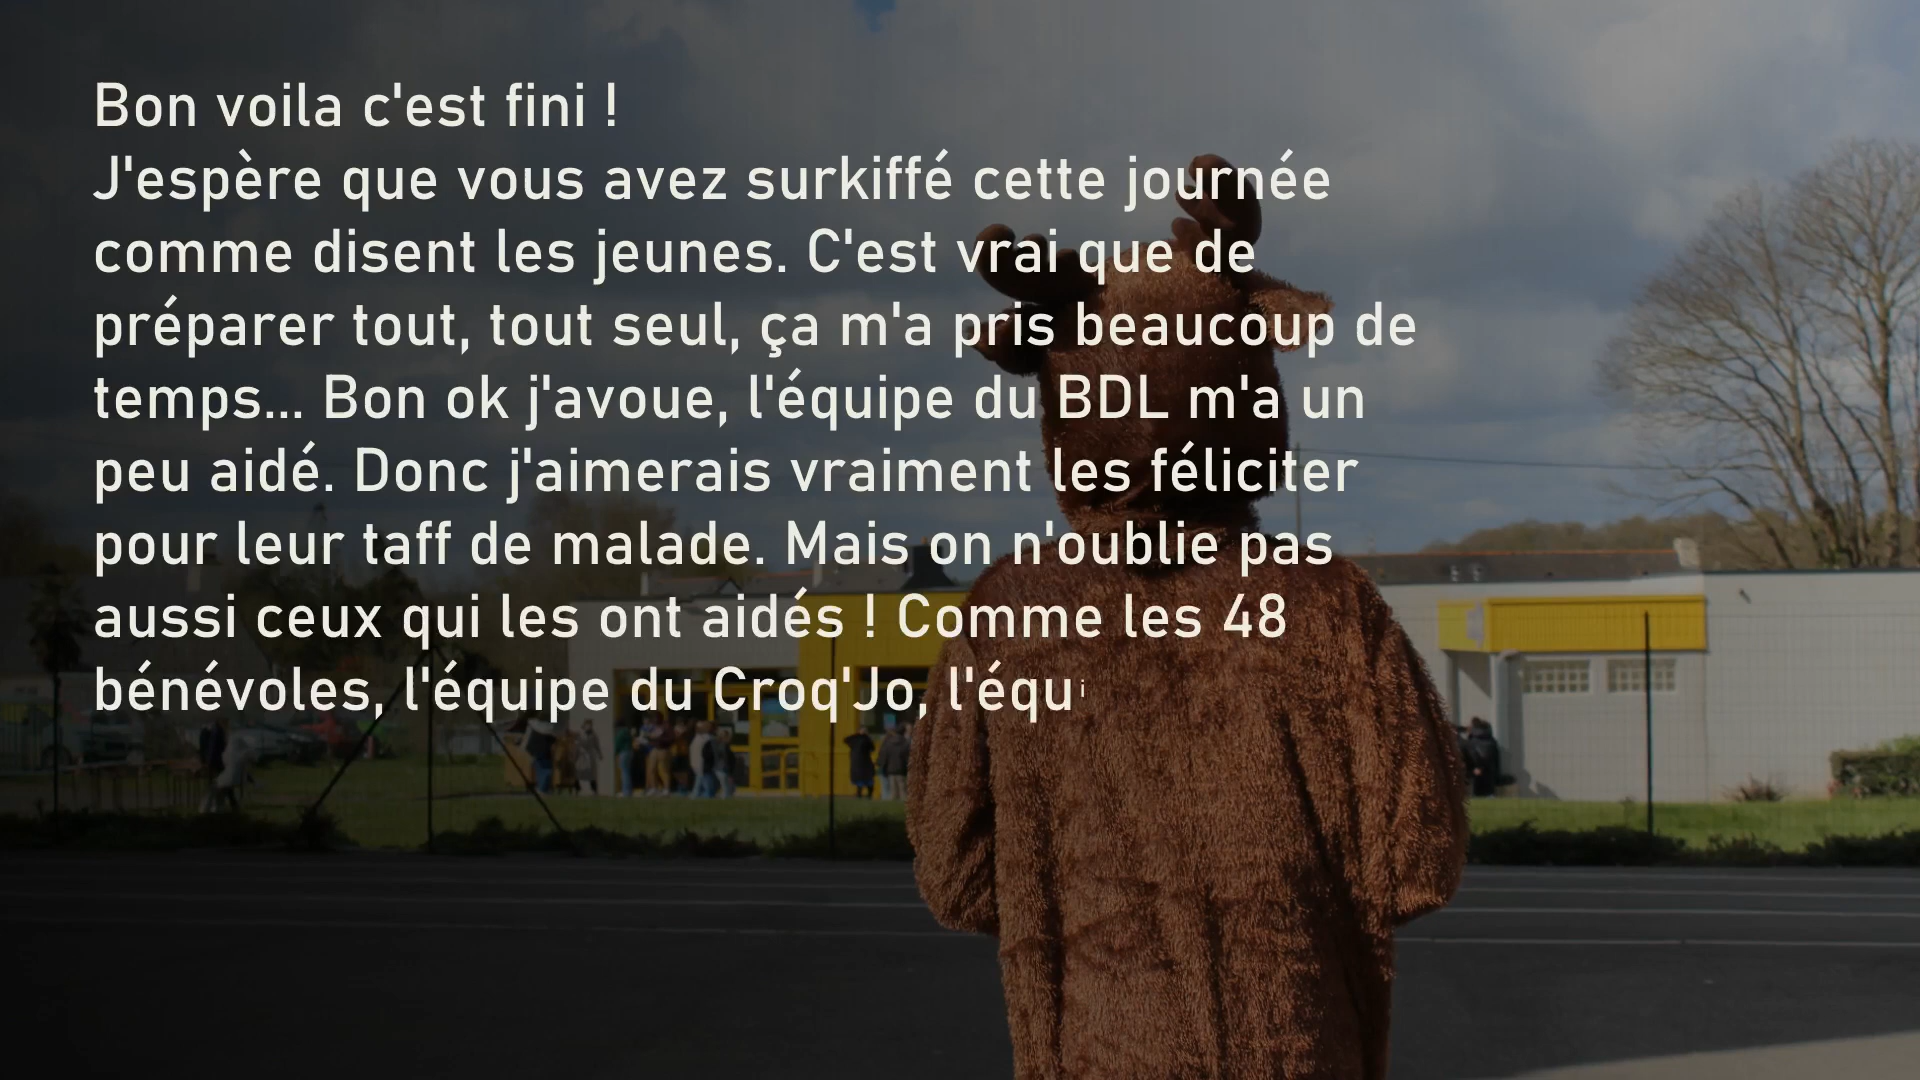 Bon voila c'est fini !
J'espère que vous avez surkiffé cette journée
comme disent les jeunes. C'est vrai que de
préparer tout, tout seul, ça m'a pris beaucoup de
temps... Bon ok j'avoue, l'équipe du BDL m'a un
peu aidé. Donc j'aimerais vraiment les féliciter
pour leur taff de malade. Mais on n'oublie pas
aussi ceux qui les ont aidés ! Comme les 48
bénévoles, l'équipe du Croq'Jo, l'équi